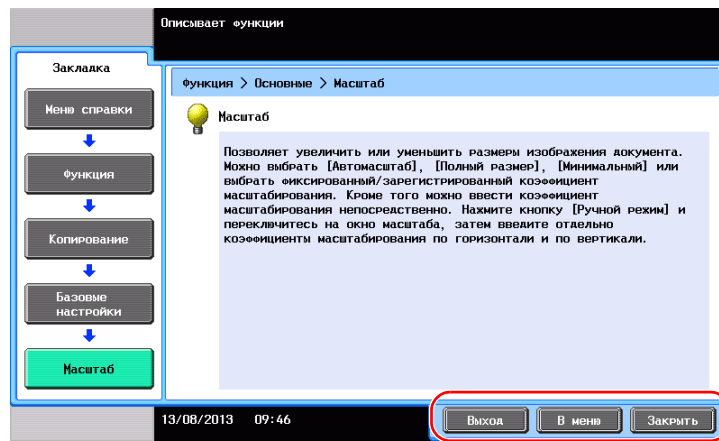 Описывает функции
Закладка
Меню справки
Функция
Копирование
Базовые
настройки
Масштаб
Функция > Основные > Масштаб
Масштаб
Позволяет увеличить или уменьшить размеры изображения документа.
Можно выбрать [Автомасштаб], [Полный размер], [Минимальный] или
выбрать фиксированный/зарегистрированный коэффициент
масштабирования. Кроме того можно ввести коэффициент
масштабирования непосредственно. Нажмите кнопку [Ручной режим] и
переключитесь на окно масштаба, затем введите отдельно
коэффициенты масштабирования по горизонтали и по вертикали.
13/08/2013 09:46
Выход
В меню
Закрыть